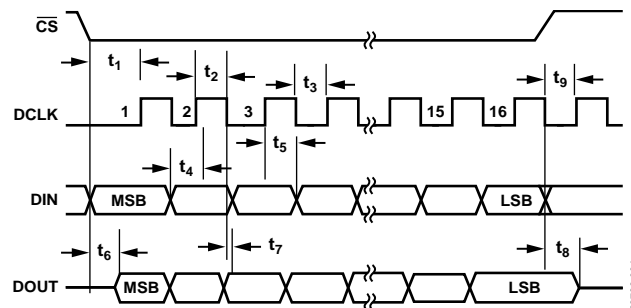 CS
t1 t2 t3 t9
DCLK 1 2 3 15 16
t4 t5
DIN MSB LSB
t6 t7 t8
DOUT MSB LSB